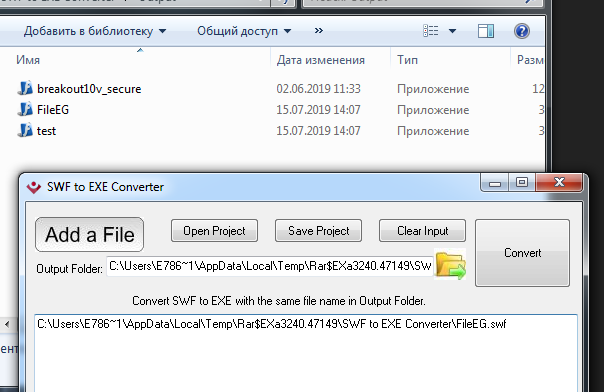 Добавить в библиотеку
Общий доступ
»
Имя
Дата изменения
Тип
breakout10v_secure
02.06.2019 11:33
Приложение
12
FileEG
15.07.2019 14:07
Приложение
3
test
15.07.2019 14:07
Приложение
3
SWF to EXE Converter
Add a File
Open Project
Save Project
Clear Input
Convert
Output Folder:
C:\Users\E786~1\AppData\Local\Temp\Rar$EXa3240.47149\SW
Convert SWF to EXE with the same file name in Output Folder.
C:\Users\E786~1\AppData\Local\Temp\Rar$EXa3240.47149\SWF to EXE Converter\FileEG.swf